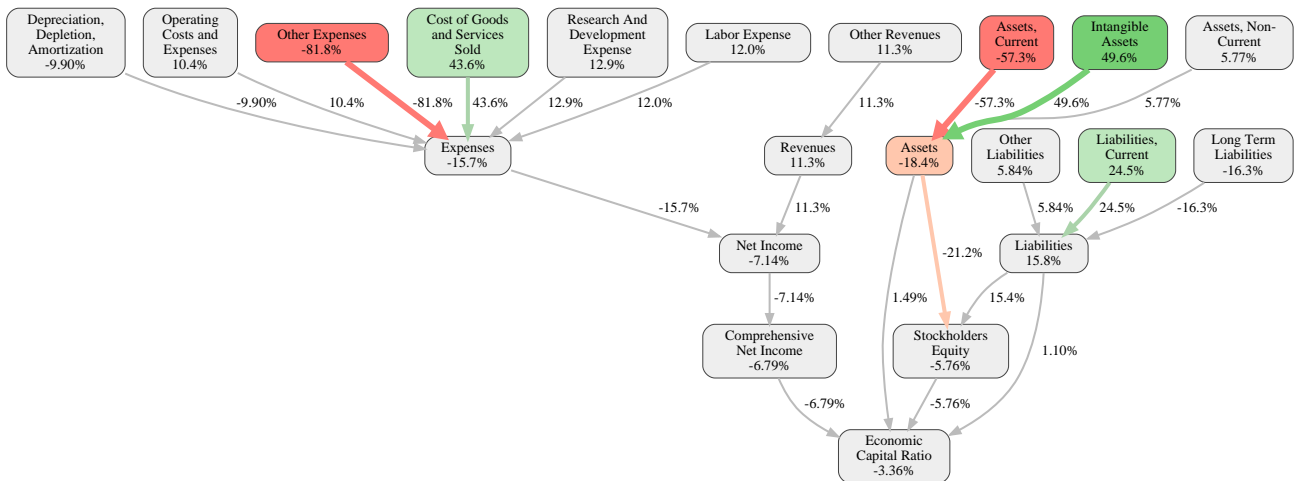 Depreciation,
Depletion,
Amortization
-9.90%
Operating
Costs and
Expenses
10.4%
Other Expenses
-81.8%
Cost of Goods
and Services
Sold
43.6%
Research And
Development
Expense
12.9%
Labor Expense
12.0%
Other Revenues
11.3%
Assets,
Current
-57.3%
Intangible
Assets
49.6%
Assets, Non-
Current
5.77%
-9.90%
10.4%
-81.8%
43.6%
12.9%
12.0%
11.3%
-57.3%
49.6%
5.77%
Expenses
-15.7%
Revenues
11.3%
Assets
-18.4%
Other
Liabilities
5.84%
Liabilities,
Current
24.5%
Long Term
Liabilities
-16.3%
-15.7%
11.3%
5.84%
24.5%
-16.3%
Net Income
-7.14%
-21.2%
Liabilities
15.8%
-7.14%
1.49%
15.4%
Comprehensive
Net Income
-6.79%
Stockholders
Equity
-5.76%
1.10%
-6.79%
-5.76%
Economic
Capital Ratio
-3.36%